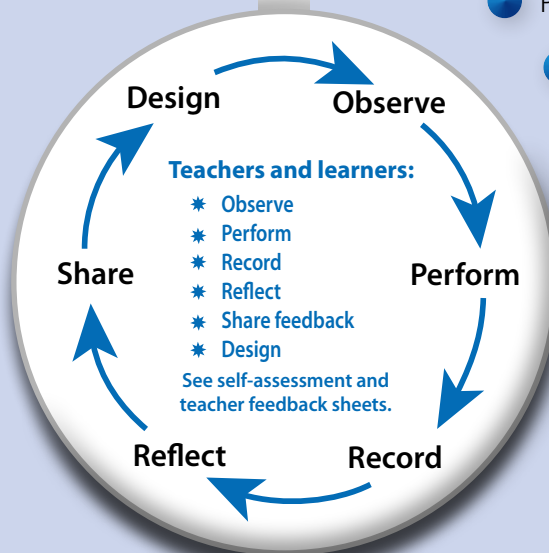 P
Design
Observe
Teachers and learners:
Observe
Perform
Record
Reflect
Share feedback
Design
See self-assessment and
teacher feedback sheets.
Share
Perform
Reflect
Record